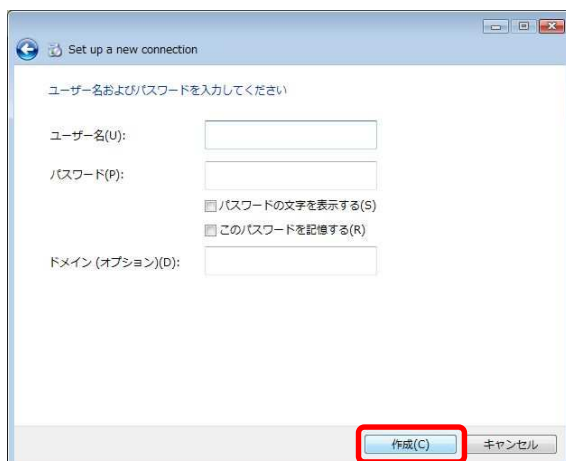 Set up a new connection
ユーザー名およびパスワードを入力してください
ユーザー名(U):
パスワード(P):
パスワードの文字を表示する(S)
このパスワードを記憶する(R)
ドメイン (オプション)(D):
作成(C) キャンセル